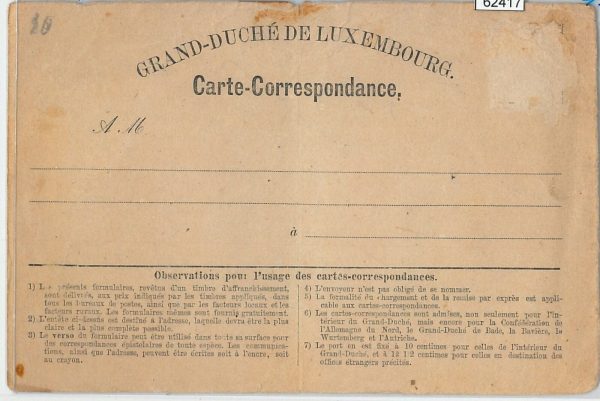 62417
10
GRAND-DUCHÉ DE LUXEMBOURG.
Carte-Correspondance.
A M
à
Observations pour l'usage des cartes-correspondances.
1) Les présents formulaires, revêtus d'un timbre d'affranchissement,
sont délivrés, aux prix indiqués par les timbres appliqués, dans
tous les bureaux de postes, ainsi que par les facteurs locaux et les
facteurs ruraux. Les formulaires mêmes sont fournis gratuitement.
2) L'entête ci-dessus est destiné à l'adresse, laquelle devra être la plus
claire et la plus complète possible.
3) Le verso du formulaire peut être utilisé dans toute sa surface pour
des correspondances épistolaires de toute espèce. Les communica-
tions, ainsi que l'adresse, peuvent être écrites soit à l'encre, soit
au crayon.
4) L'envoyeur n'est pas obligé de se nommer.
5) La formalité du chargement et de la remise par exprès est appli-
cable aux cartes-correspondances.
6) Les cartes-correspondances sont admises, non seulement pour l'in-
térieur du Grand-Duché, mais encore pour la Confédération de
l'Allemagne du Nord, le Grand-Duché de Bade, la Bavière, le
Wurtemberg et l'Autriche.
7) Le port en est fixé à 10 centimes pour celles de l'intérieur du
Grand-Duché, et à 12 1/2 centimes pour celles en destination des
offices étrangers précités.